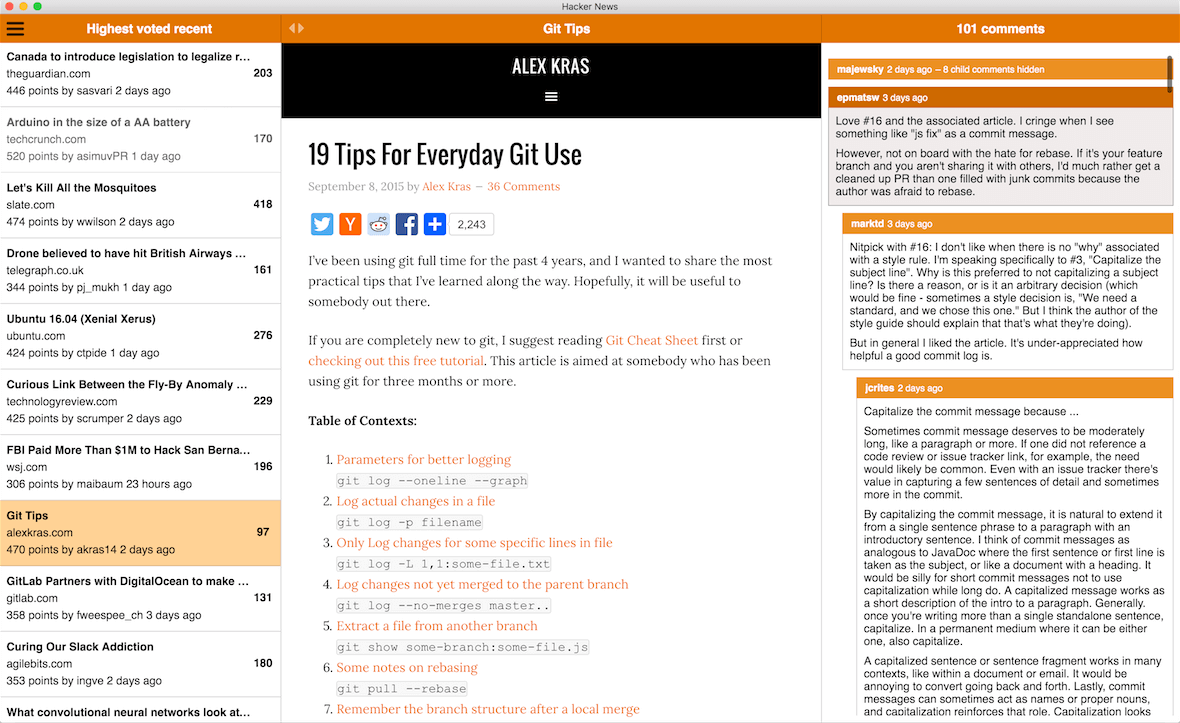 Hacker News
Highest voted recent
Canada to introduce legislation to legalize r...
theguardian.com
203
446 points by sasvari 2 days ago
Arduino in the size of a AA battery
techcrunch.com
170
520 points by asimuvPR 1 day ago
Let's Kill All the Mosquitoes
slate.com
418
474 points by wwilson 2 days ago
Drone believed to have hit British Airways ...
telegraph.co.uk
161
344 points by pj_mukh 1 day ago
Ubuntu 16.04 (Xenial Xerus)
ubuntu.com
276
424 points by ctpide 1 day ago
Curious Link Between the Fly-By Anomaly ...
technologyreview.com
229
425 points by scrumper 2 days ago
FBI Paid More Than $1M to Hack San Berna...
wsj.com
196
306 points by maibaum 23 hours ago
Git Tips
alexkras.com
97
470 points by akras14 2 days ago
GitLab Partners with DigitalOcean to make ...
gitlab.com
131
358 points by fweespee_ch 3 days ago
Curing Our Slack Addiction
agilebits.com
180
353 points by ingve 2 days ago
What convolutional neural networks look at...
Git Tips
ALEX KRAS
19 Tips For Everyday Git Use
September 8, 2015 by Alex Kras — 36 Comments
2,243
I've been using git full time for the past 4 years, and I wanted to share the most
practical tips that I've learned along the way. Hopefully, it will be useful to
somebody out there.
If you are completely new to git, I suggest reading Git Cheat Sheet first or
checking out this free tutorial. This article is aimed at somebody who has been
using git for three months or more.
Table of Contexts:
1. Parameters for better logging
git log --oneline --graph
2. Log actual changes in a file
git log -p filename
3. Only Log changes for some specific lines in file
git log -L 1,1:some-file.txt
4. Log changes not yet merged to the parent branch
git log --no-merges master..
5. Extract a file from another branch
git show some-branch:some-file.js
6. Some notes on rebasing
git pull --rebase
7. Remember the branch structure after a local merge
101 comments
majewsky 2 days ago – 8 child comments hidden
epmatsw 3 days ago
Love #16 and the associated article. I cringe when I see
something like "js fix" as a commit message.
However, not on board with the hate for rebase. If it's your feature
branch and you aren't sharing it with others, I'd much rather get a
cleaned up PR than one filled with junk commits because the
author was afraid to rebase.
marktd 3 days ago
Nitpick with #16: I don't like when there is no "why" associated
with a style rule. I'm speaking specifically to #3, "Capitalize the
subject line". Why is this preferred to not capitalizing a subject
line? Is there a reason, or is it an arbitrary decision (which
would be fine - sometimes a style decision is, "We need a
standard, and we chose this one." But I think the author of the
style guide should explain that that's what they're doing).
But in general I liked the article. It's under-appreciated how
helpful a good commit log is.
jcrites 2 days ago
Capitalize the commit message because ...
Sometimes commit message deserves to be moderately
long, like a paragraph or more. If one did not reference a
code review or issue tracker link, for example, the need
would likely be common. Even with an issue tracker there's
value in capturing a few sentences of detail and sometimes
more in the commit.
By capitalizing the commit message, it is natural to extend it
from a single sentence phrase to a paragraph with an
introductory sentence. I think of commit messages as
analogous to JavaDoc where the first sentence or first line is
taken as the subject, or like a document with a heading. It
would be silly for short commit messages not to use
capitalization while long do. A capitalized message works as
a short description of the intro to a paragraph. Generally.
once you're writing more than a single standalone sentence,
capitalize. In a permanent medium where it can be either
one, also capitalize.
A capitalized sentence or sentence fragment works in many
contexts, like within a document or email. It would be
annoying to convert going back and forth. Lastly, commit
messages can sometimes act as names or proper nouns,
and capitalization reinforces that role. Capitalization looks